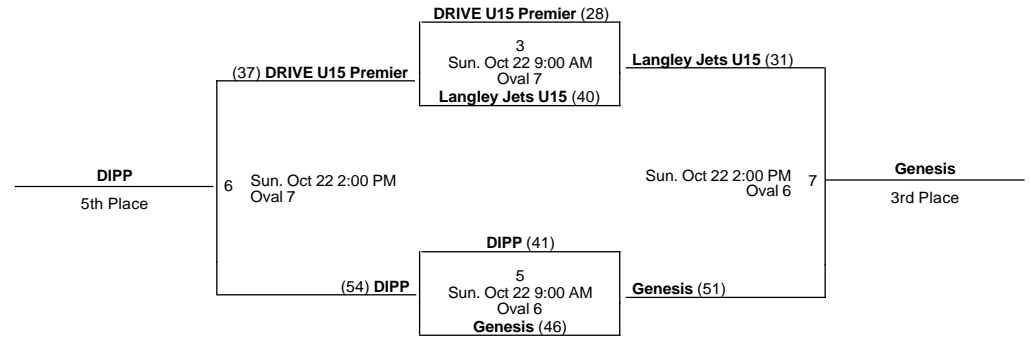 DRIVE U15 Premier (28)
3
Sun. Oct 22 9:00 AM
Oval 7
Langley Jets U15 (40)
(37) DRIVE U15 Premier
Langley Jets U15 (31)
DIPP
5th Place
6 Sun. Oct 22 2:00 PM
Oval 7
Sun. Oct 22 2:00 PM 7
Oval 6
Genesis
3rd Place
DIPP (41)
5
Sun. Oct 22 9:00 AM
Oval 6
Genesis (46)
(54) DIPP
Genesis (51)